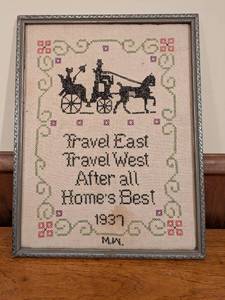 Travel East
Travel West
After all
Home's Best
1937
M.W.